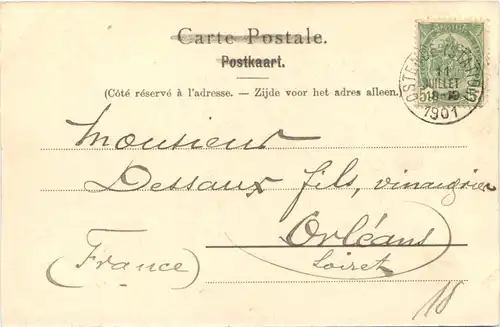 Carte Postale.
Postkaart.
(Côté réservé à l'adresse. — Zijde voor het adres alleen.)
11
JUILLET
1901
Monsieur
Dessaux fils, vinaigrier
Orléans
Loiret
(France)